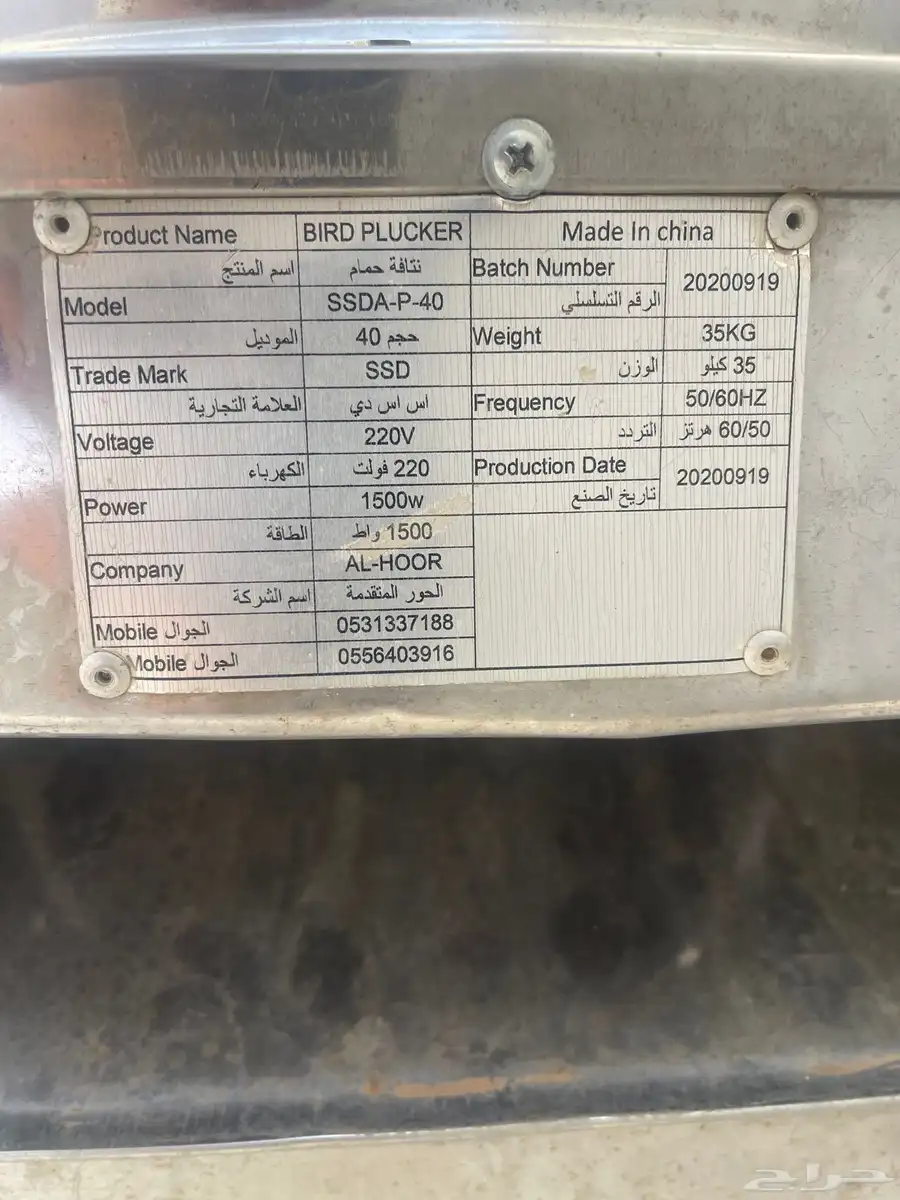 Product Name BIRD PLUCKER Made In china
اسم المنتج نتافة حمام
Batch Number 20200919
الرقم التسلسلي
Model SSDA-P-40
الموديل حجم 40
Weight 35KG
الوزن 35 كيلو
Trade Mark SSD
العلامة التجارية اس اس دي
Frequency 50/60HZ
التردد 60/50 هرتز
Voltage 220V
الكهرباء 220 فولت
Production Date 20200919
تاريخ الصنع
Power 1500w
الطاقة 1500 واط
Company AL-HOOR
اسم الشركة الحور المتقدمة
Mobile الجوال 0531337188
Mobile الجوال 0556403916
حراج